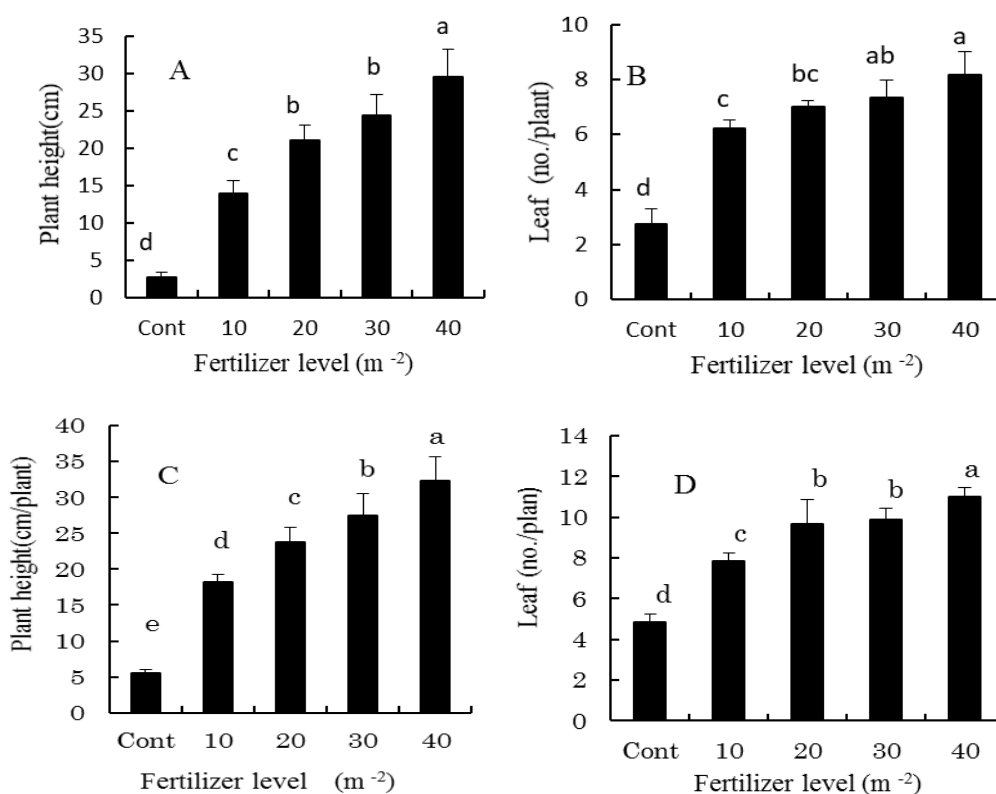 A
Plant height(cm)
35
30
25
20
15
10
5
0
d
c
b
b
a
Cont 10 20 30 40
Fertilizer level (m -2)
B
Leaf (no./plant)
10
8
6
4
2
0
d
c
bc
ab
a
Cont 10 20 30 40
Fertilizer level (m -2)
C
Plant height(cm/plant)
40
35
30
25
20
15
10
5
0
e
d
c
b
a
Cont 10 20 30 40
Fertilizer level (m -2)
D
Leaf (no./plan)
14
12
10
8
6
4
2
0
d
c
b
b
a
Cont 10 20 30 40
Fertilizer level (m -2)